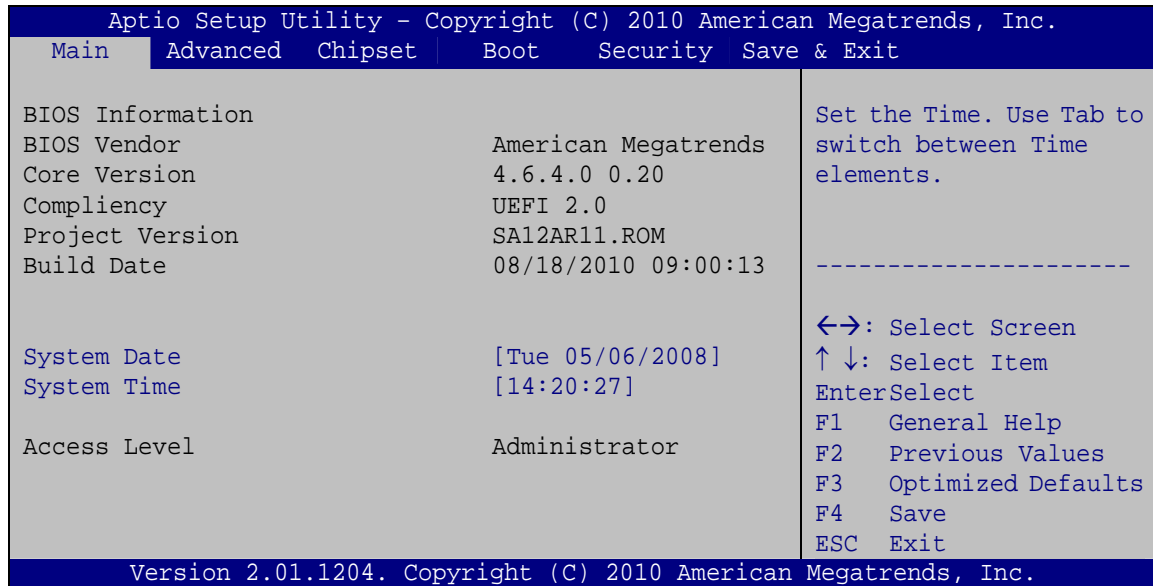 Aptio Setup Utility – Copyright (C) 2010 American Megatrends, Inc.
Main Advanced Chipset Boot Security Save & Exit
BIOS Information
BIOS Vendor American Megatrends
Core Version 4.6.4.0 0.20
Compliency UEFI 2.0
Project Version SA12AR11.ROM
Build Date 08/18/2010 09:00:13
System Date [Tue 05/06/2008]
System Time [14:20:27]
Access Level Administrator
Set the Time. Use Tab to
switch between Time
elements.
----------------------
←→: Select Screen
↑ ↓: Select Item
EnterSelect
F1 General Help
F2 Previous Values
F3 Optimized Defaults
F4 Save
ESC Exit
Version 2.01.1204. Copyright (C) 2010 American Megatrends, Inc.